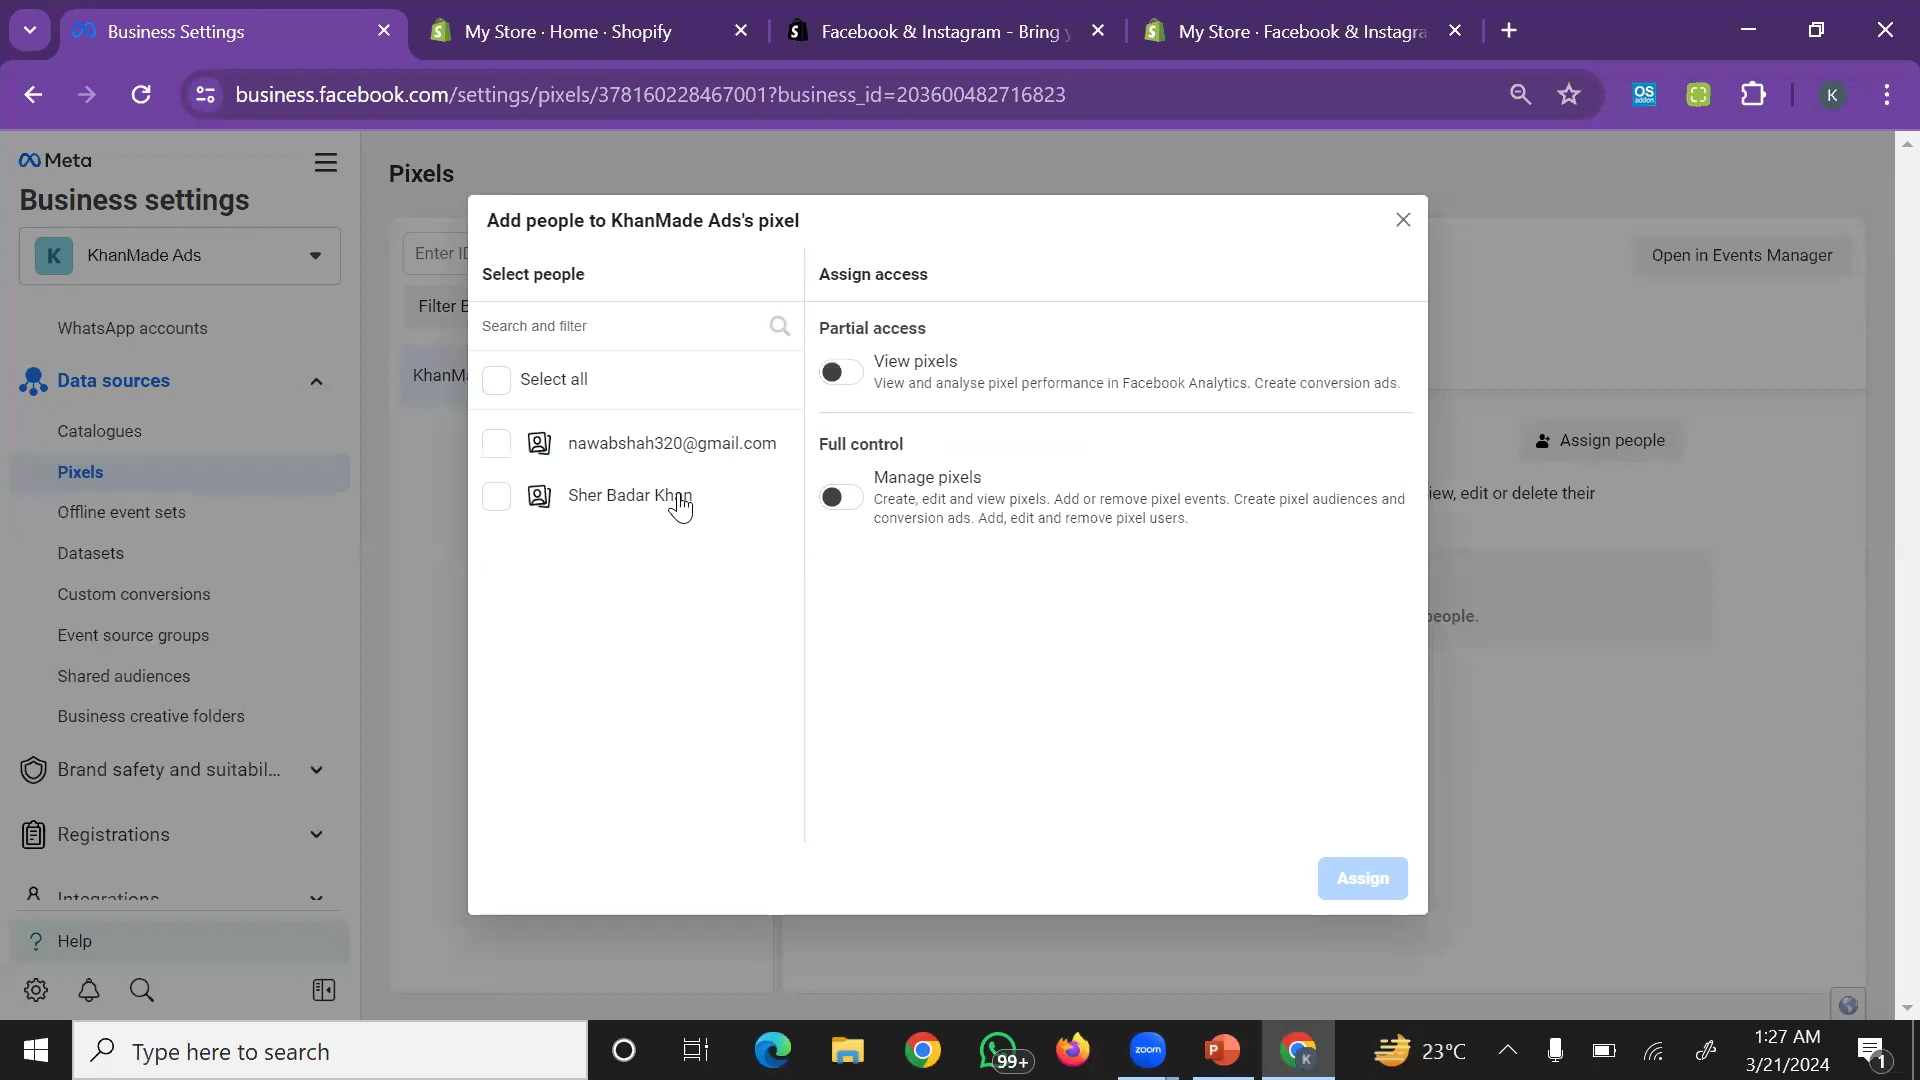 Business Settings
My Store · Home · Shopify
Facebook & Instagram - Bring y
My Store · Facebook & Instagra
business.facebook.com/settings/pixels/378160228467001?business_id=203600482716823
OS
addon
K
Meta
Business settings
K
KhanMade Ads
WhatsApp accounts
Data sources
Catalogues
Pixels
Offline event sets
Datasets
Custom conversions
Event source groups
Shared audiences
Business creative folders
Brand safety and suitabil...
Registrations
Integrations
? Help
Pixels
Enter ID
Filter B
KhanMa
Open in Events Manager
Assign people
iew, edit or delete their
people.
Add people to KhanMade Ads's pixel
Select people
Search and filter
Select all
nawabshah320@gmail.com
Sher Badar Khan
Assign access
Partial access
View pixels
View and analyse pixel performance in Facebook Analytics. Create conversion ads.
Full control
Manage pixels
Create, edit and view pixels. Add or remove pixel events. Create pixel audiences and
conversion ads. Add, edit and remove pixel users.
Assign
Type here to search
99+
zoom
P
K
23°C
1:27 AM
3/21/2024
1